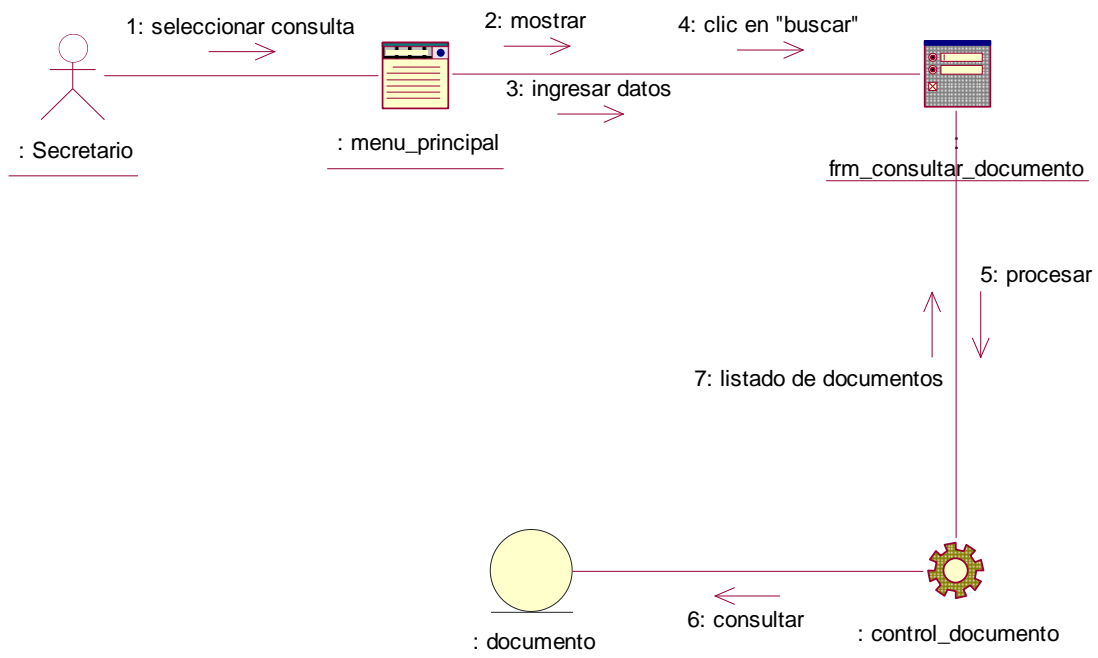 1: seleccionar consulta
2: mostrar
4: clic en "buscar"
3: ingresar datos
: Secretario
: menu_principal
:
frm_consultar_documento
5: procesar
7: listado de documentos
6: consultar
: documento
: control_documento